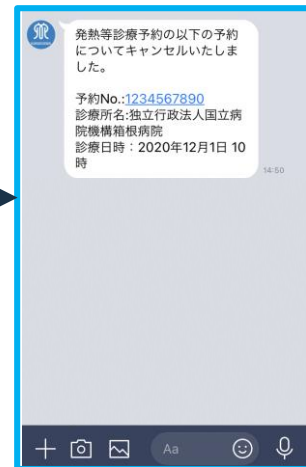 発熱等診療予約の以下の予約
についてキャンセルいたしま
した。
予約No.:1234567890
診療所名:独立行政法人国立病
院機構箱根病院
診療日時：2020年12月1日 10
時
14:50
Aa